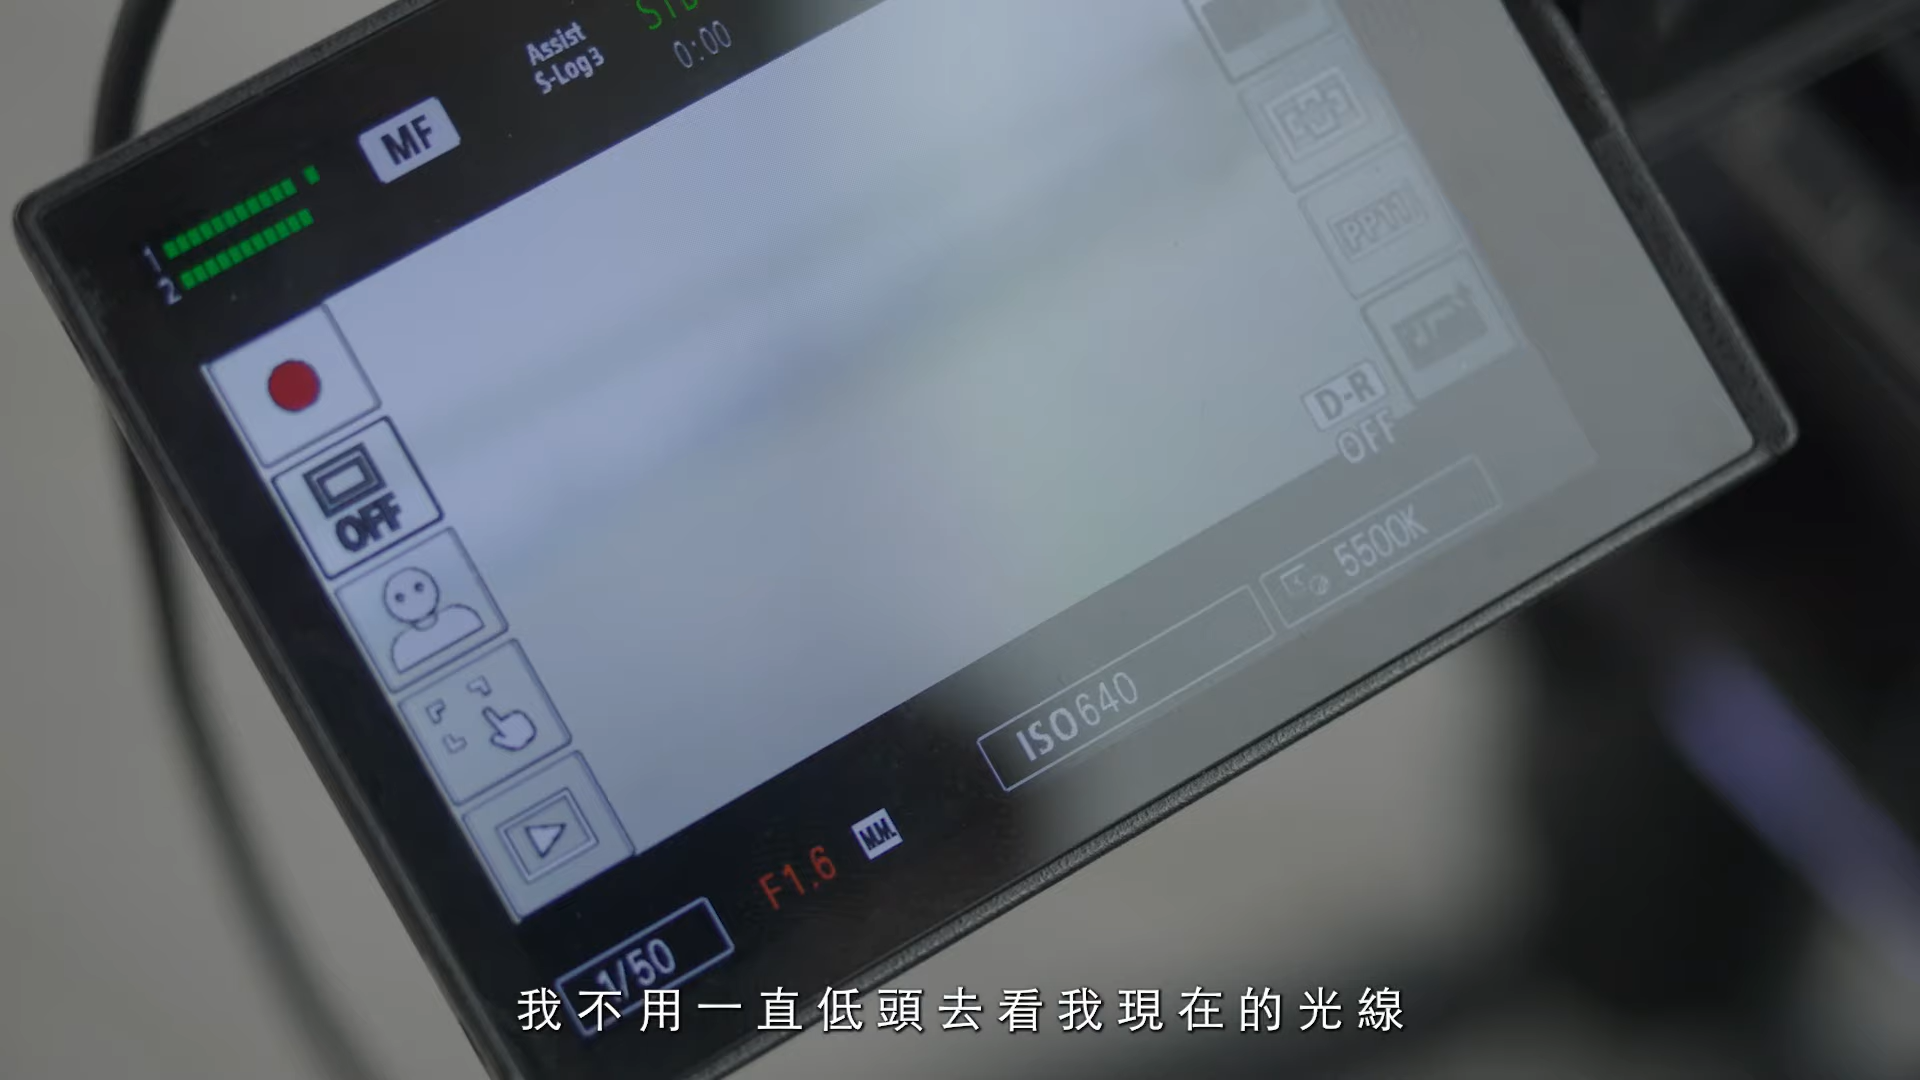 Assist
S-Log3
0:00
MF
1
2
OFF
D-R
OFF
5500K
ISO640
M.M.
F1.6
1/50
我不用一直低頭去看我現在的光線